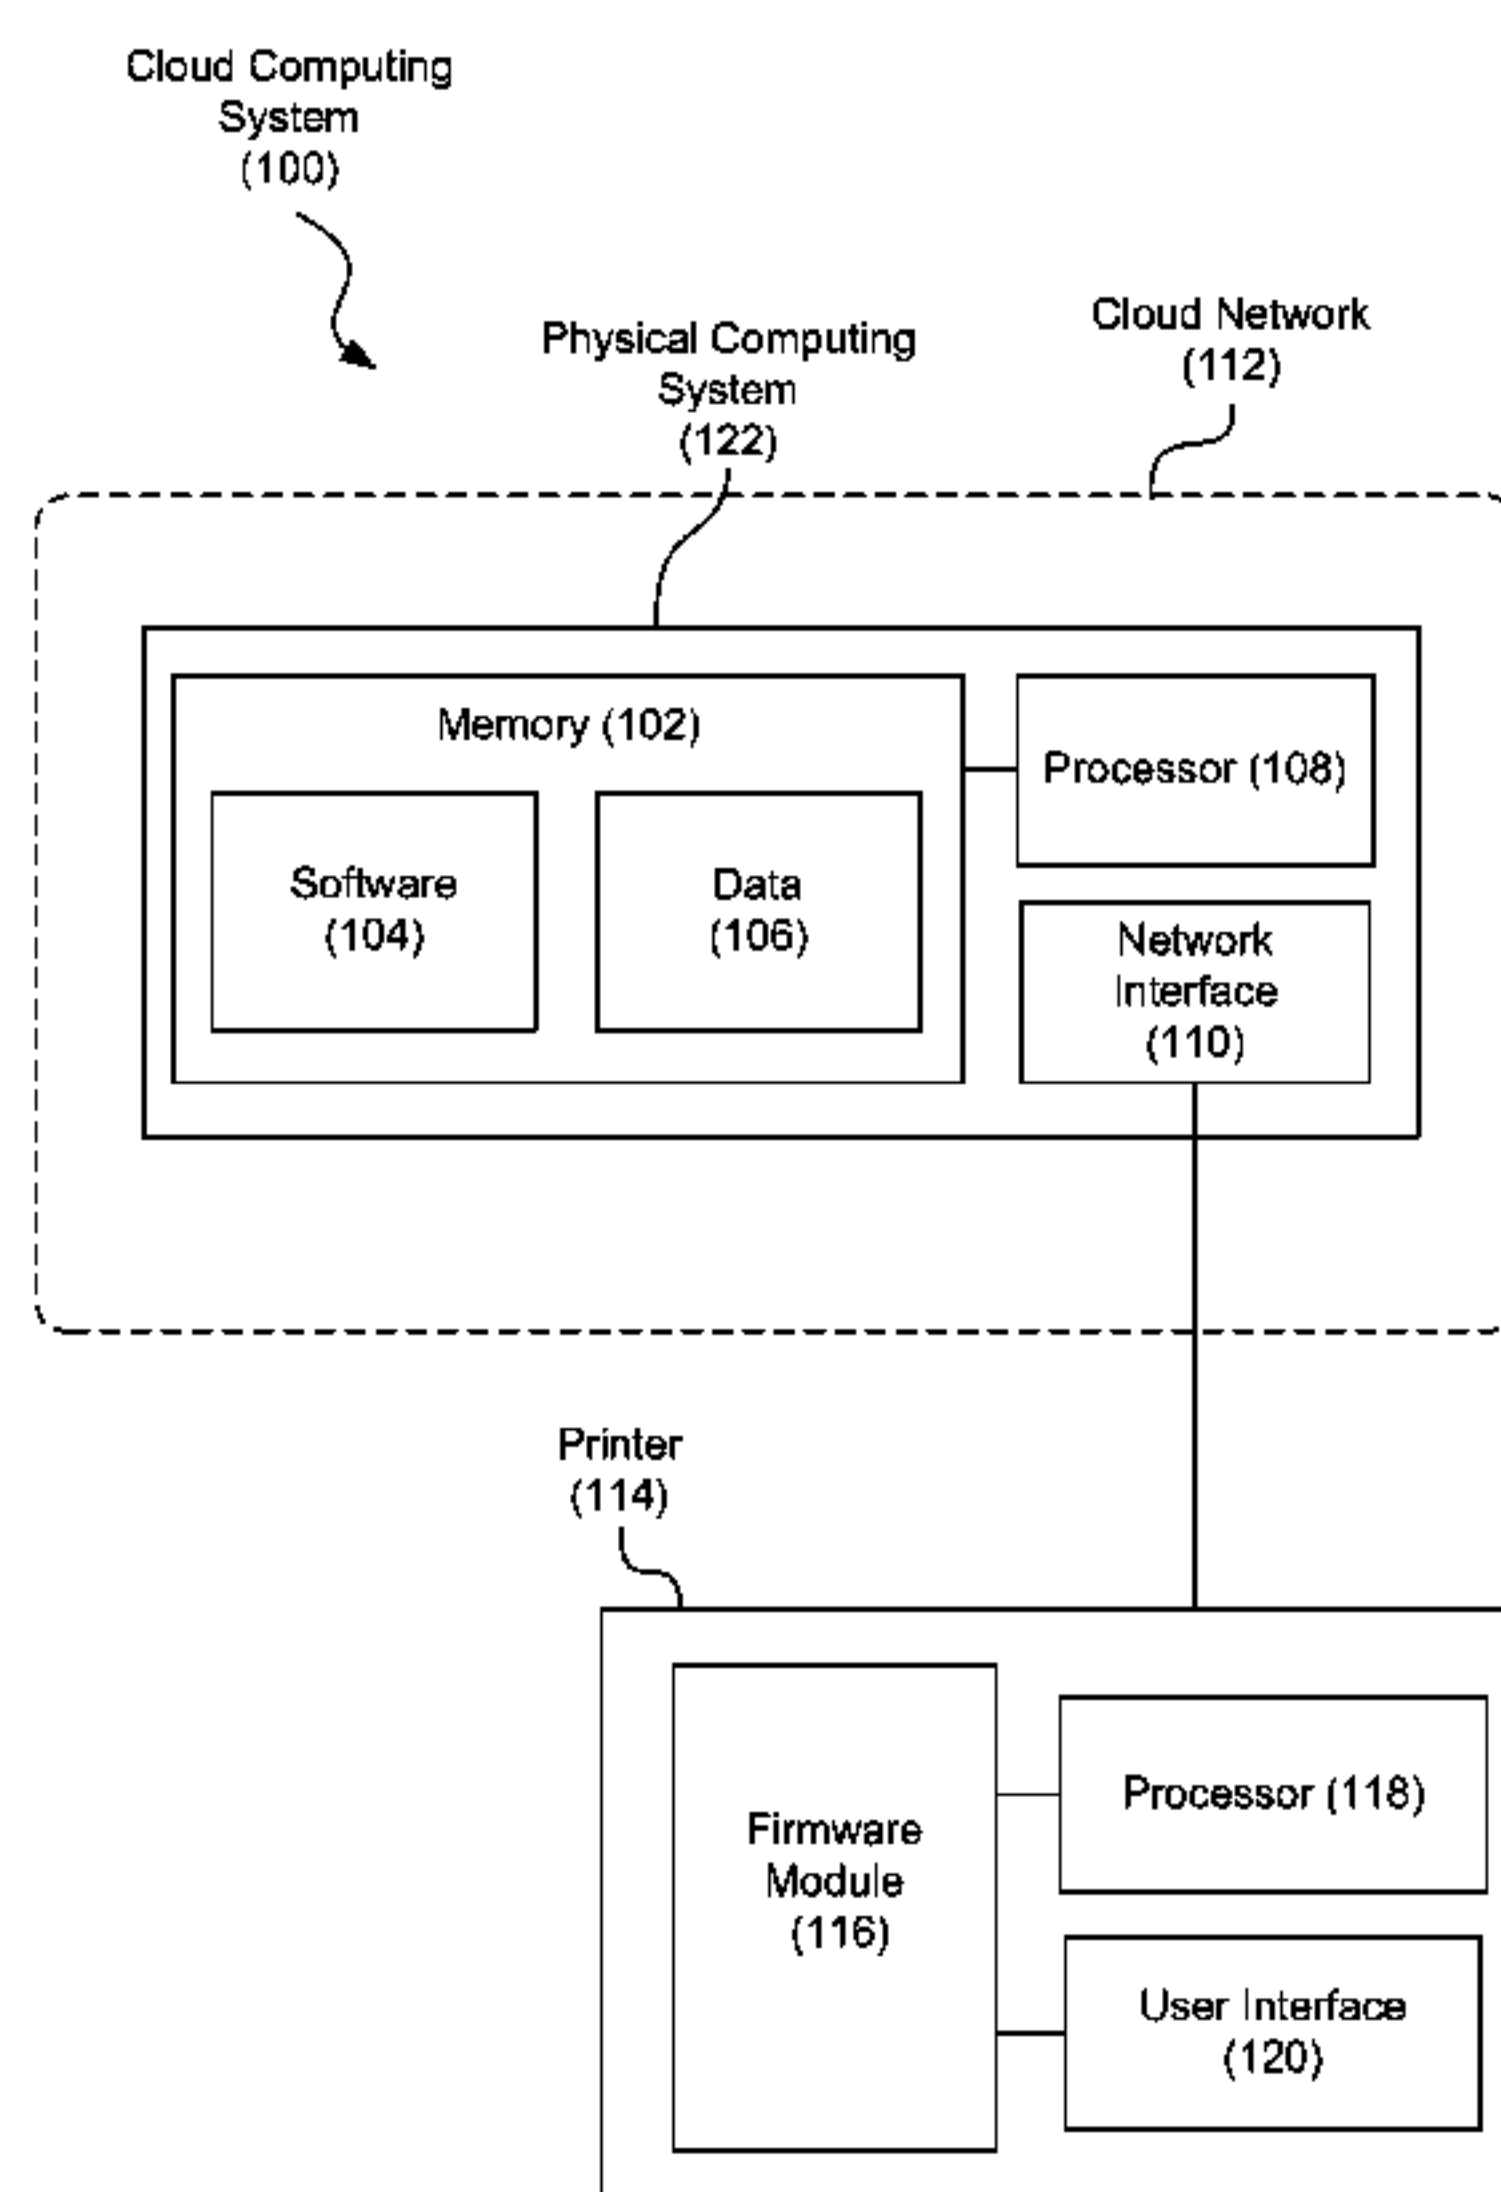 Cloud Computing
System
(100)
Physical Computing
System
(122)
Cloud Network
(112)
Memory (102)
Processor (108)
Software
(104)
Data
(106)
Network
Interface
(110)
Printer
(114)
Firmware
Module
(116)
Processor (118)
User Interface
(120)